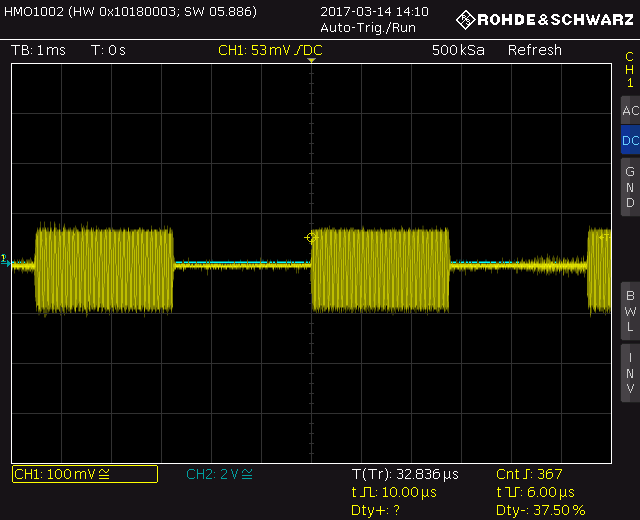 HMO1002 (HW 0x10180003; SW 05.886)
2017-03-14 14:10
Auto-Trig./Run
ROHDE&SCHWARZ
TB: 1ms T: 0s CH1: 53mV / DC 500kSa Refresh
CH1
AC
DC
GND
BWL
INV
1
CH1: 100mV≅ CH2: 2V≅
T(Tr): 32.836µs Cnt: 367
t: 10.00µs t: 6.00µs
Dty+: ? Dty-: 37.50%